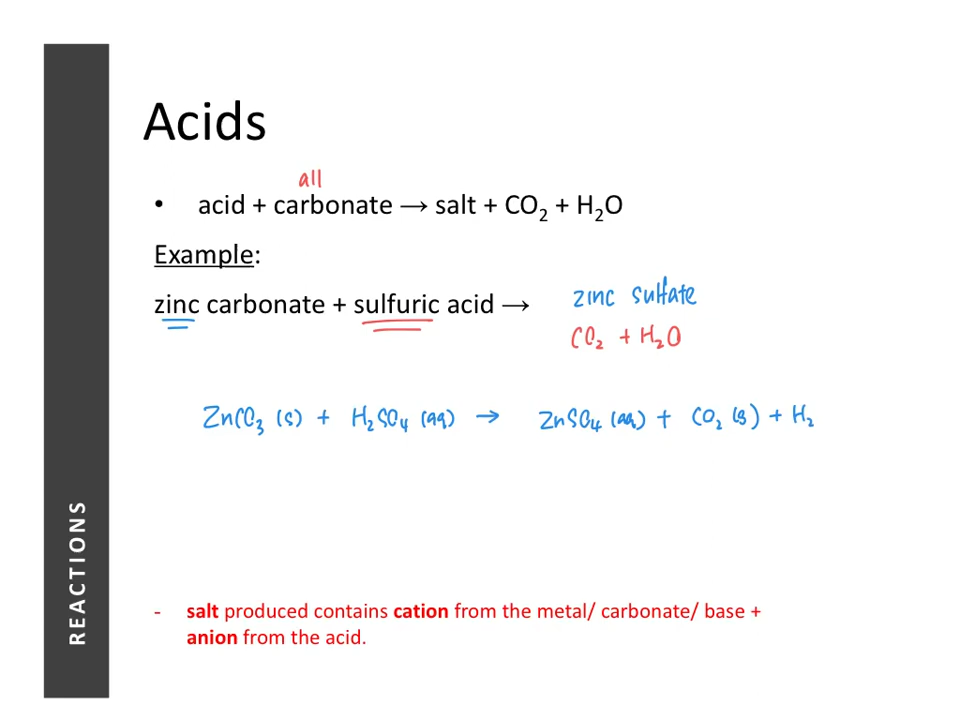 Acids
all
• acid + carbonate → salt + CO₂ + H₂O
Example:
zinc carbonate + sulfuric acid → zinc sulfate
CO₂ + H₂O
ZnCO₃ (s) + H₂SO₄ (aq) → ZnSO₄ (aq) + CO₂ (g) + H₂
REACTIONS
- salt produced contains cation from the metal/ carbonate/ base +
anion from the acid.